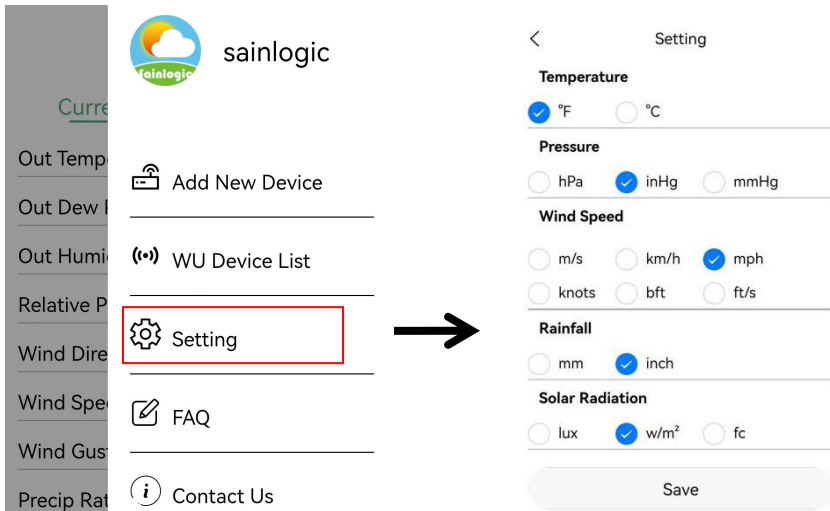 sainlogic
sainlogic
Curre
Out Temp
Out Dew
Out Humi
Relative P
Wind Dire
Wind Spe
Wind Gus
Precip Rat
Add New Device
WU Device List
Setting
FAQ
Contact Us
Setting
Temperature
°F °C
Pressure
hPa inHg mmHg
Wind Speed
m/s km/h mph
knots bft ft/s
Rainfall
mm inch
Solar Radiation
lux w/m² fc
Save